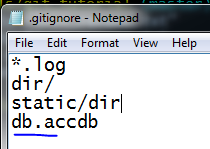 .gitignore - Notepad
File Edit Format View Help
*.log
dir/
static/dir
db.accdb